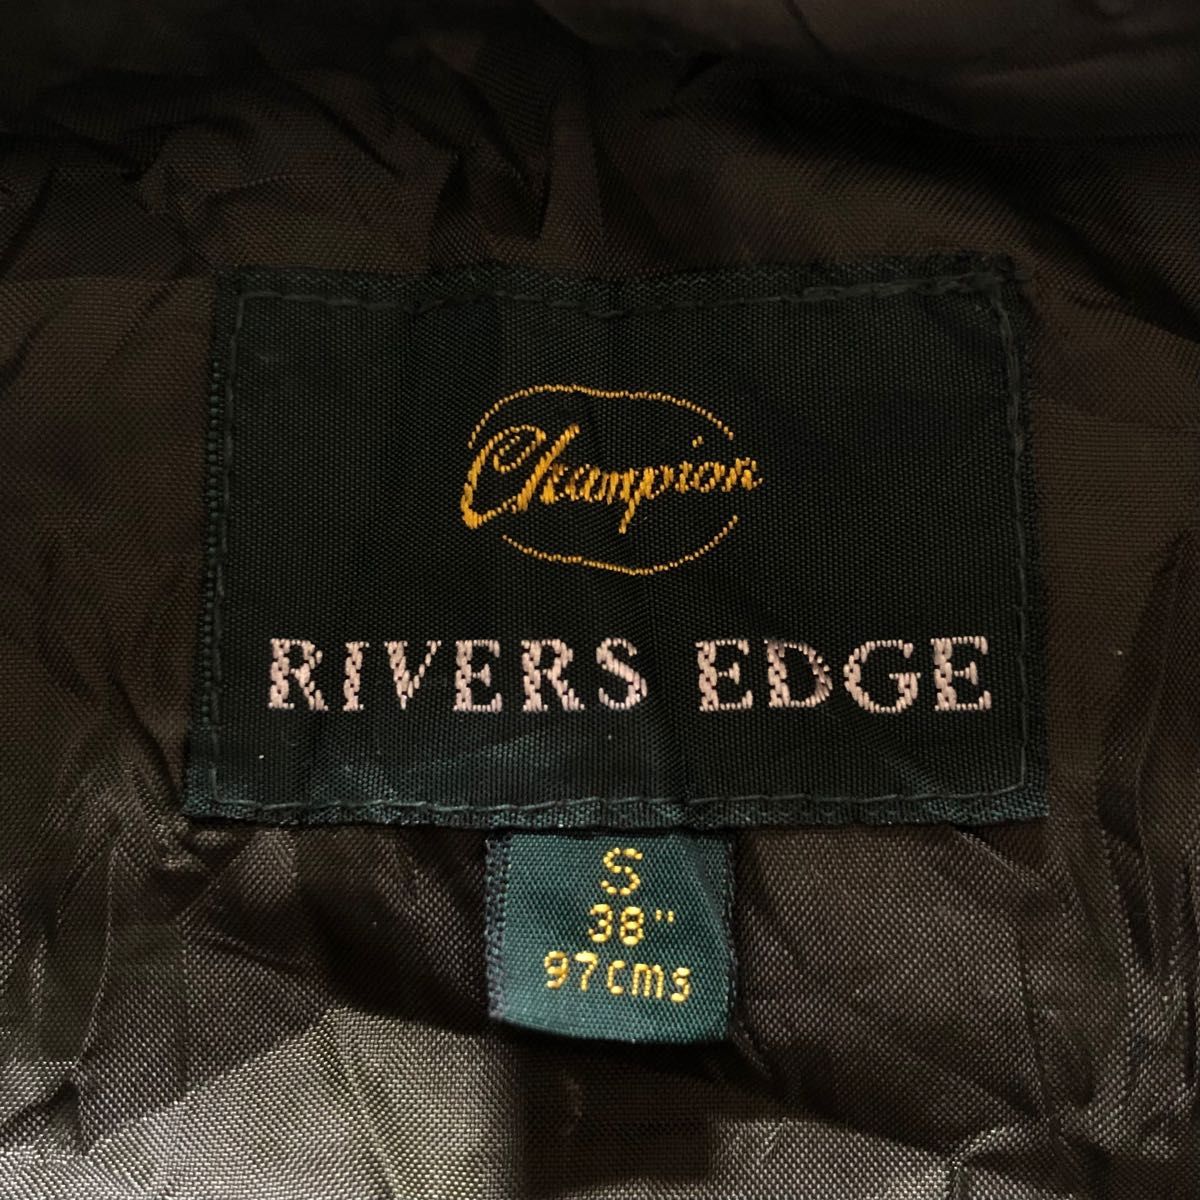 Champion
RIVERS EDGE
S
38"
97cms